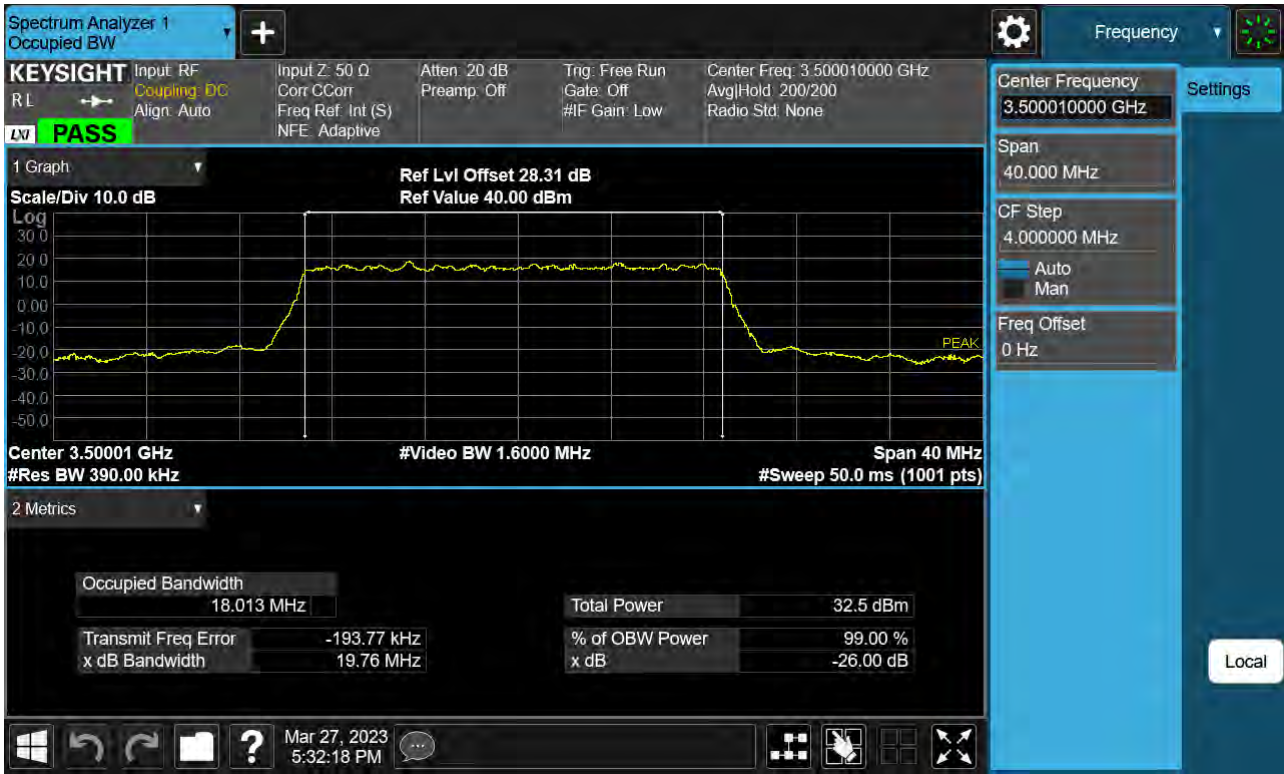 Spectrum Analyzer 1
Occupied BW
+
Frequency
KEYSIGHT
RL
LXI PASS
Input: RF
Coupling: DC
Align: Auto
Input Z: 50 Ω
Corr CCorr
Freq Ref: Int (S)
NFE: Adaptive
Atten: 20 dB
Preamp: Off
Trig: Free Run
Gate: Off
#IF Gain: Low
Center Freq: 3.500010000 GHz
Avg|Hold: 200/200
Radio Std: None
Center Frequency
3.500010000 GHz
Settings
Span
40.000 MHz
CF Step
4.000000 MHz
Auto
Man
Freq Offset
0 Hz
Local
1 Graph
Scale/Div 10.0 dB
Ref Lvl Offset 28.31 dB
Ref Value 40.00 dBm
Log
30.0
20.0
10.0
0.00
-10.0
-20.0
-30.0
-40.0
-50.0
PEAK
Center 3.50001 GHz
#Video BW 1.6000 MHz
Span 40 MHz
#Res BW 390.00 kHz
#Sweep 50.0 ms (1001 pts)
2 Metrics
Occupied Bandwidth
18.013 MHz
Total Power 32.5 dBm
Transmit Freq Error -193.77 kHz
% of OBW Power 99.00 %
x dB Bandwidth 19.76 MHz
x dB -26.00 dB
?
Mar 27, 2023
5:32:18 PM